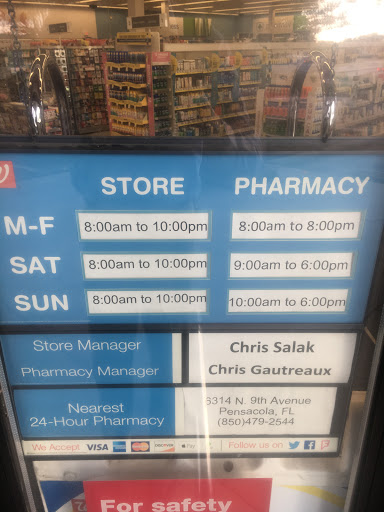 STORE PHARMACY
M-F 8:00am to 10:00pm 8:00am to 8:00pm
SAT 8:00am to 10:00pm 9:00am to 6:00pm
SUN 8:00am to 10:00pm 10:00am to 6:00pm
Store Manager Chris Salak
Pharmacy Manager Chris Gautreaux
Nearest
24-Hour Pharmacy
6314 N. 9th Avenue
Pensacola, FL
(850)479-2544
We Accept VISA Pay Follow us on
For safety